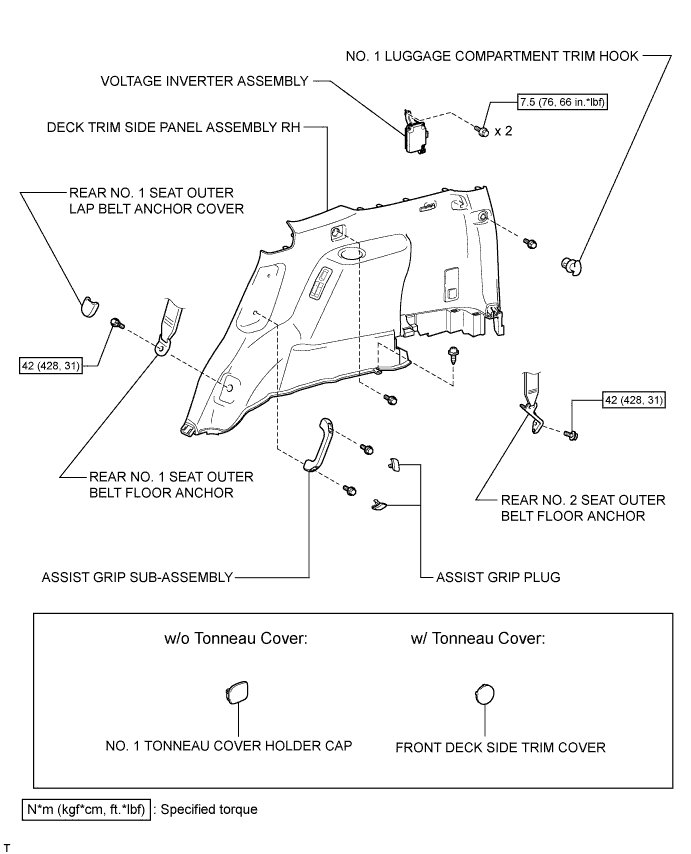 NO. 1 LUGGAGE COMPARTMENT TRIM HOOK
VOLTAGE INVERTER ASSEMBLY
7.5 (76, 66 in.*lbf)
x 2
DECK TRIM SIDE PANEL ASSEMBLY RH
REAR NO. 1 SEAT OUTER
LAP BELT ANCHOR COVER
42 (428, 31)
42 (428, 31)
REAR NO. 1 SEAT OUTER
BELT FLOOR ANCHOR
REAR NO. 2 SEAT OUTER
BELT FLOOR ANCHOR
ASSIST GRIP SUB-ASSEMBLY
ASSIST GRIP PLUG
w/o Tonneau Cover:
w/ Tonneau Cover:
NO. 1 TONNEAU COVER HOLDER CAP
FRONT DECK SIDE TRIM COVER
N*m (kgf*cm, ft.*lbf) : Specified torque
T